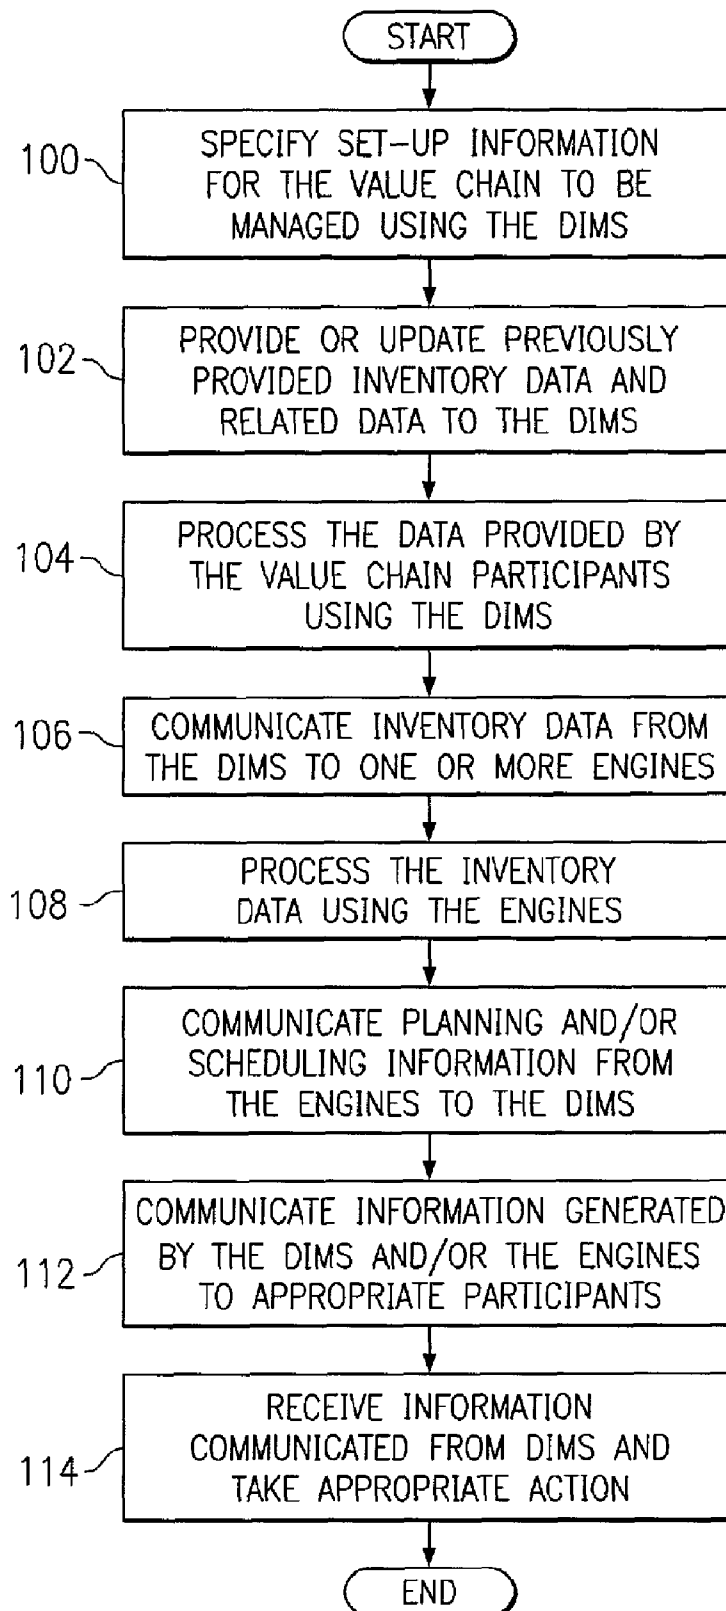 START
100
SPECIFY SET-UP INFORMATION
FOR THE VALUE CHAIN TO BE
MANAGED USING THE DIMS
102
PROVIDE OR UPDATE PREVIOUSLY
PROVIDED INVENTORY DATA AND
RELATED DATA TO THE DIMS
104
PROCESS THE DATA PROVIDED BY
THE VALUE CHAIN PARTICIPANTS
USING THE DIMS
106
COMMUNICATE INVENTORY DATA FROM
THE DIMS TO ONE OR MORE ENGINES
108
PROCESS THE INVENTORY
DATA USING THE ENGINES
110
COMMUNICATE PLANNING AND/OR
SCHEDULING INFORMATION FROM
THE ENGINES TO THE DIMS
112
COMMUNICATE INFORMATION GENERATED
BY THE DIMS AND/OR THE ENGINES
TO APPROPRIATE PARTICIPANTS
114
RECEIVE INFORMATION
COMMUNICATED FROM DIMS AND
TAKE APPROPRIATE ACTION
END